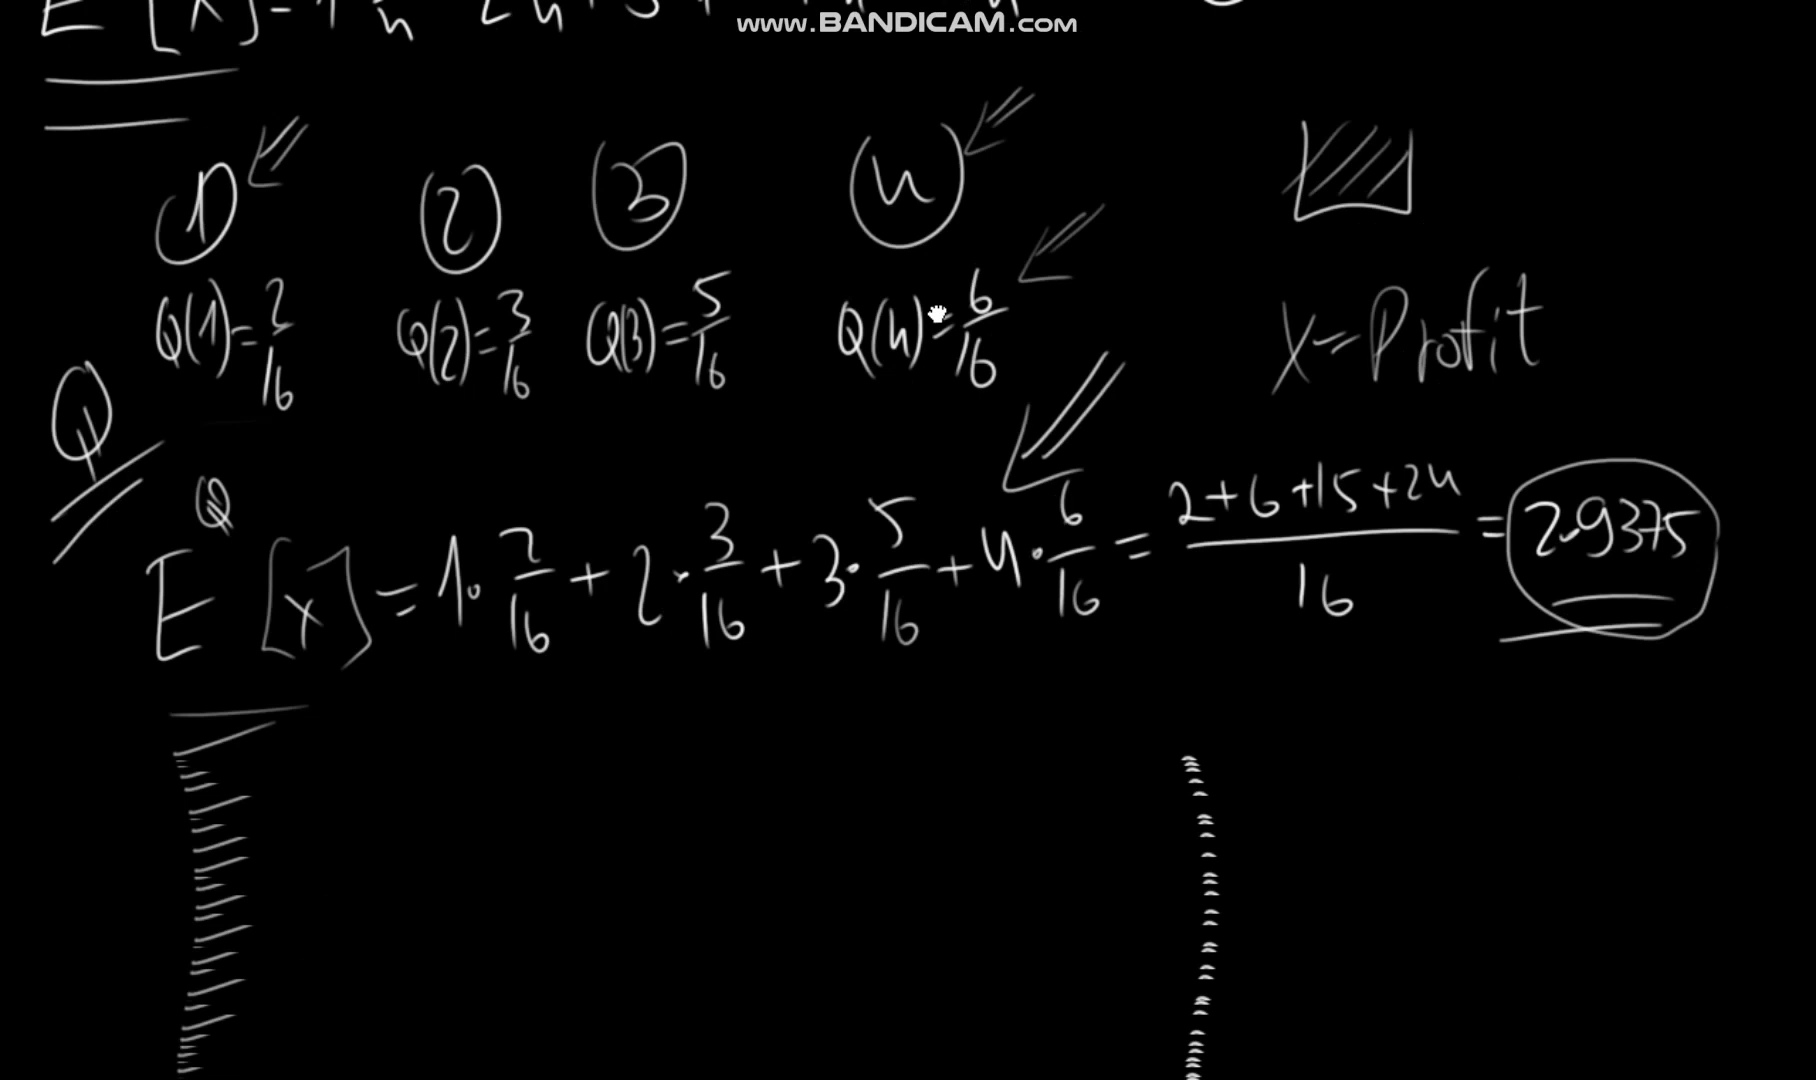 www.BANDICAM.com
1 2 3 4
Q(1)=2/16 Q(2)=3/16 Q(3)=5/16 Q(4)=6/16 X=Profit
Q
E^Q[X]=1·2/16+2·3/16+3·5/16+4·6/16=(2+6+15+24)/16=2.9375